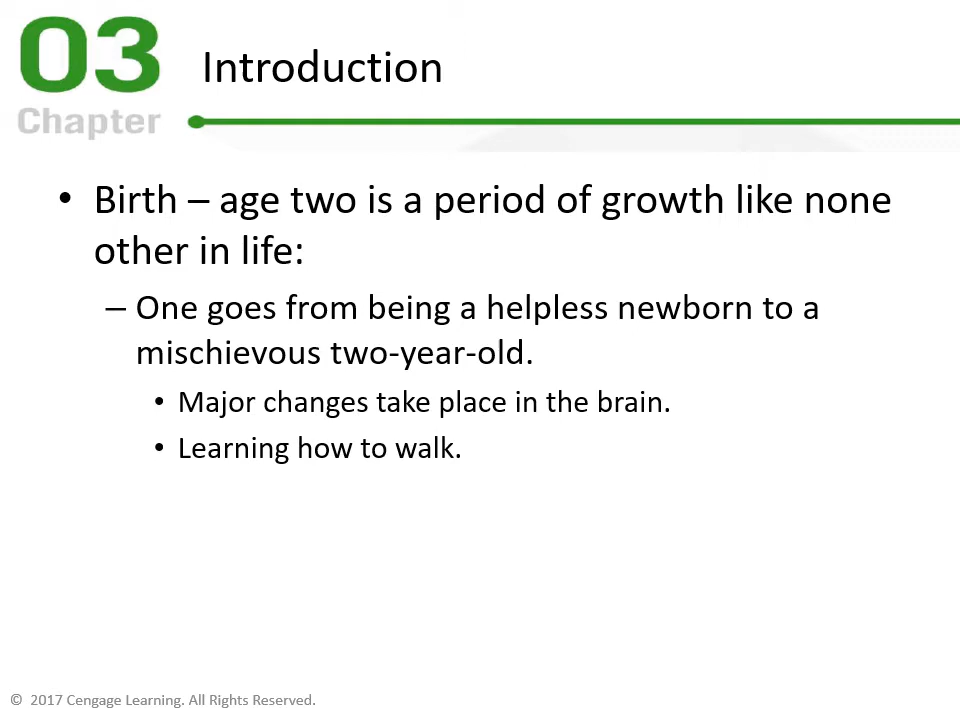 03
Chapter
Introduction
• Birth – age two is a period of growth like none
other in life:
– One goes from being a helpless newborn to a
mischievous two-year-old.
• Major changes take place in the brain.
• Learning how to walk.
© 2017 Cengage Learning. All Rights Reserved.